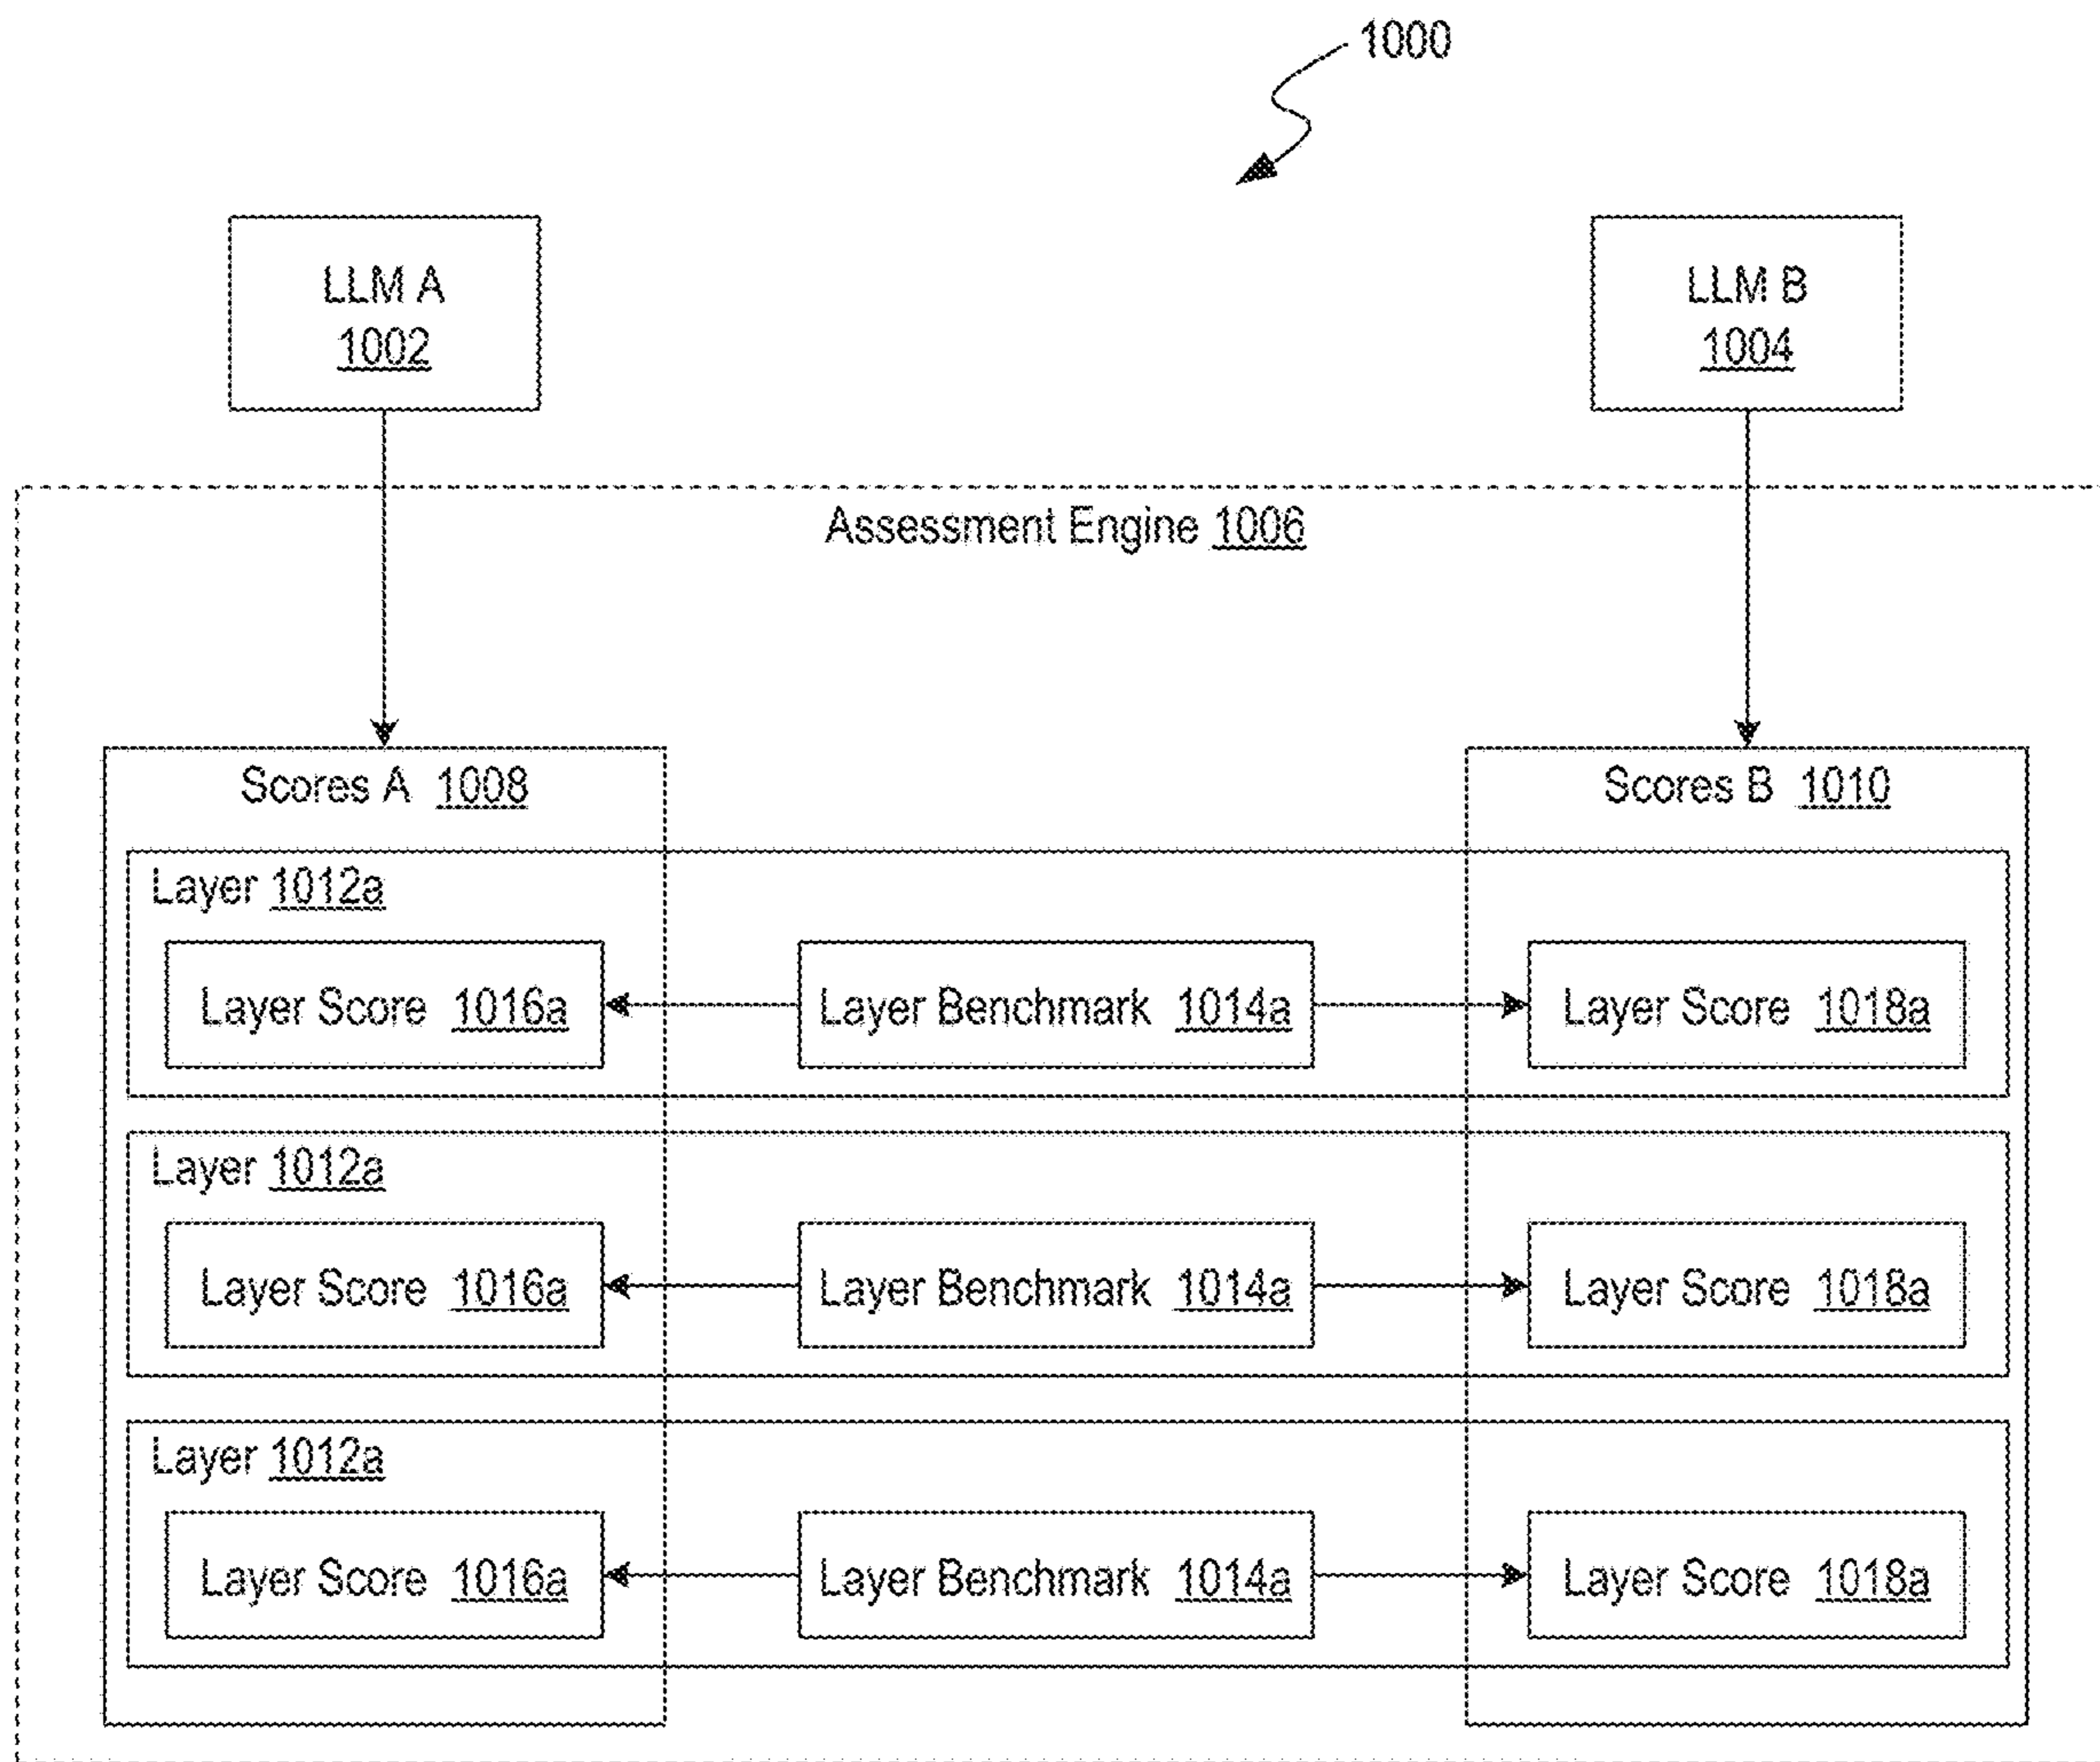 1000
LLM A
1002
LLM B
1004
Assessment Engine 1006
Scores A 1008
Scores B 1010
Layer 1012a
Layer Score 1016a
Layer Benchmark 1014a
Layer Score 1018a
Layer 1012a
Layer Score 1016a
Layer Benchmark 1014a
Layer Score 1018a
Layer 1012a
Layer Score 1016a
Layer Benchmark 1014a
Layer Score 1018a